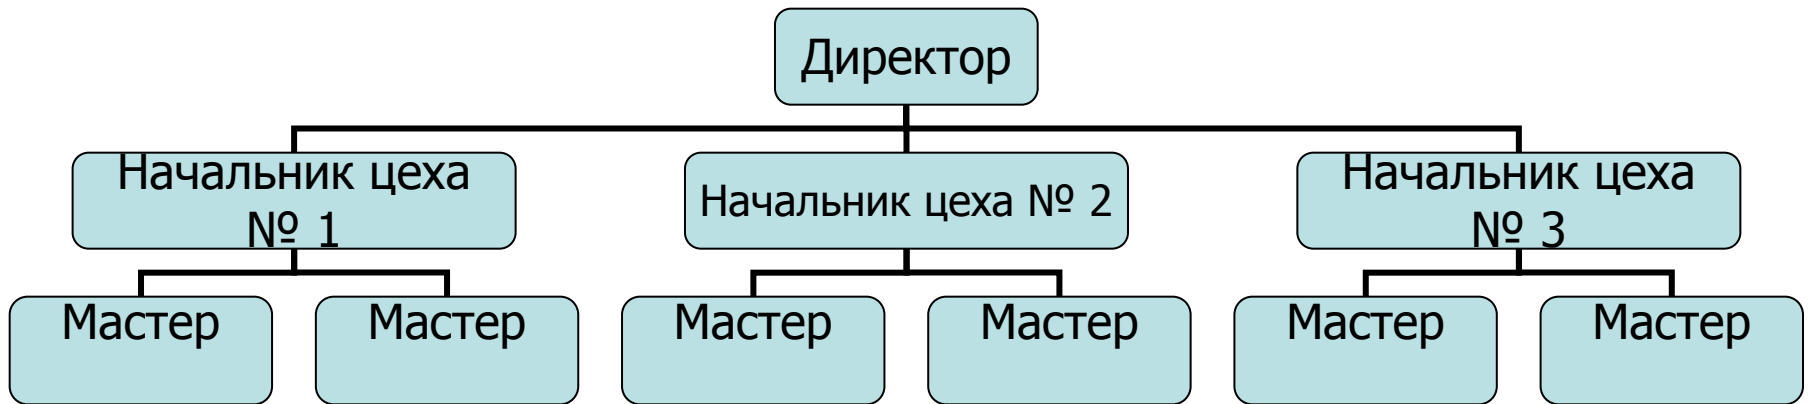 Директор
Начальник цеха
№ 1
Начальник цеха № 2
Начальник цеха
№ 3
Мастер
Мастер
Мастер
Мастер
Мастер
Мастер